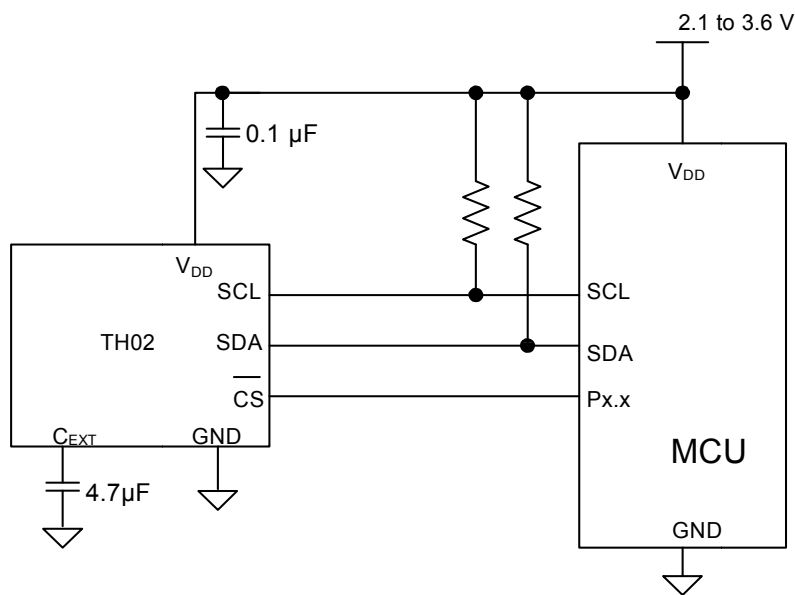 2.1 to 3.6 V
0.1 µF
VDD
VDD
SCL
SCL
TH02
SDA
SDA
CS
Px.x
CEXT
GND
MCU
4.7µF
GND